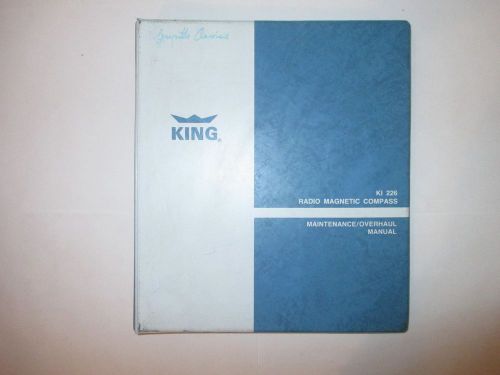 KING®
KI 226
RADIO MAGNETIC COMPASS
MAINTENANCE/OVERHAUL
MANUAL